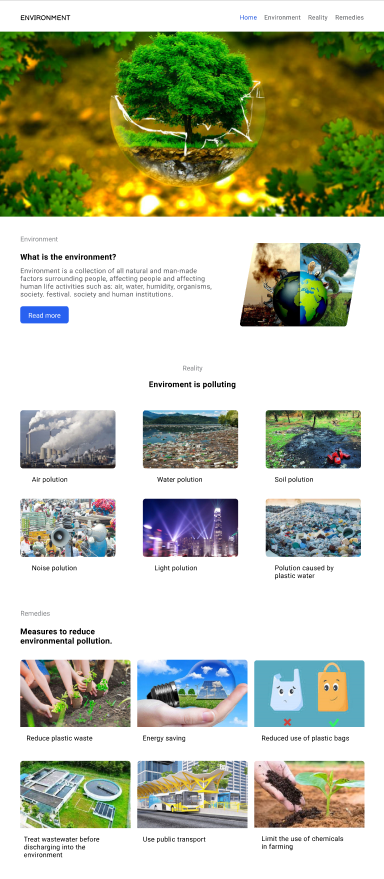 ENVIRONMENT
Home Environment Reality Remedies
Environment
What is the environment?
Environment is a collection of all natural and man-made
factors surrounding people, affecting people and affecting
human life activities such as: air, water, humidity, organisms,
society. festival. society and human institutions.
Read more
Reality
Enviroment is polluting
Air polution
Water polution
Soil polution
Noise polution
Light polution
Polution caused by
plastic water
Remedies
Measures to reduce
environmental pollution.
Reduce plastic waste
Energy saving
Reduced use of plastic bags
Treat wastewater before
discharging into the
environment
Use public transport
Limit the use of chemicals
in farming